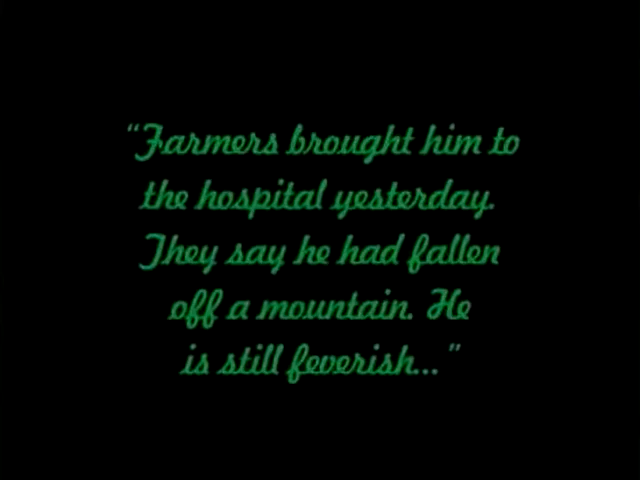 “Farmers brought him to
the hospital yesterday.
They say he had fallen
off a mountain. He
is still feverish...”